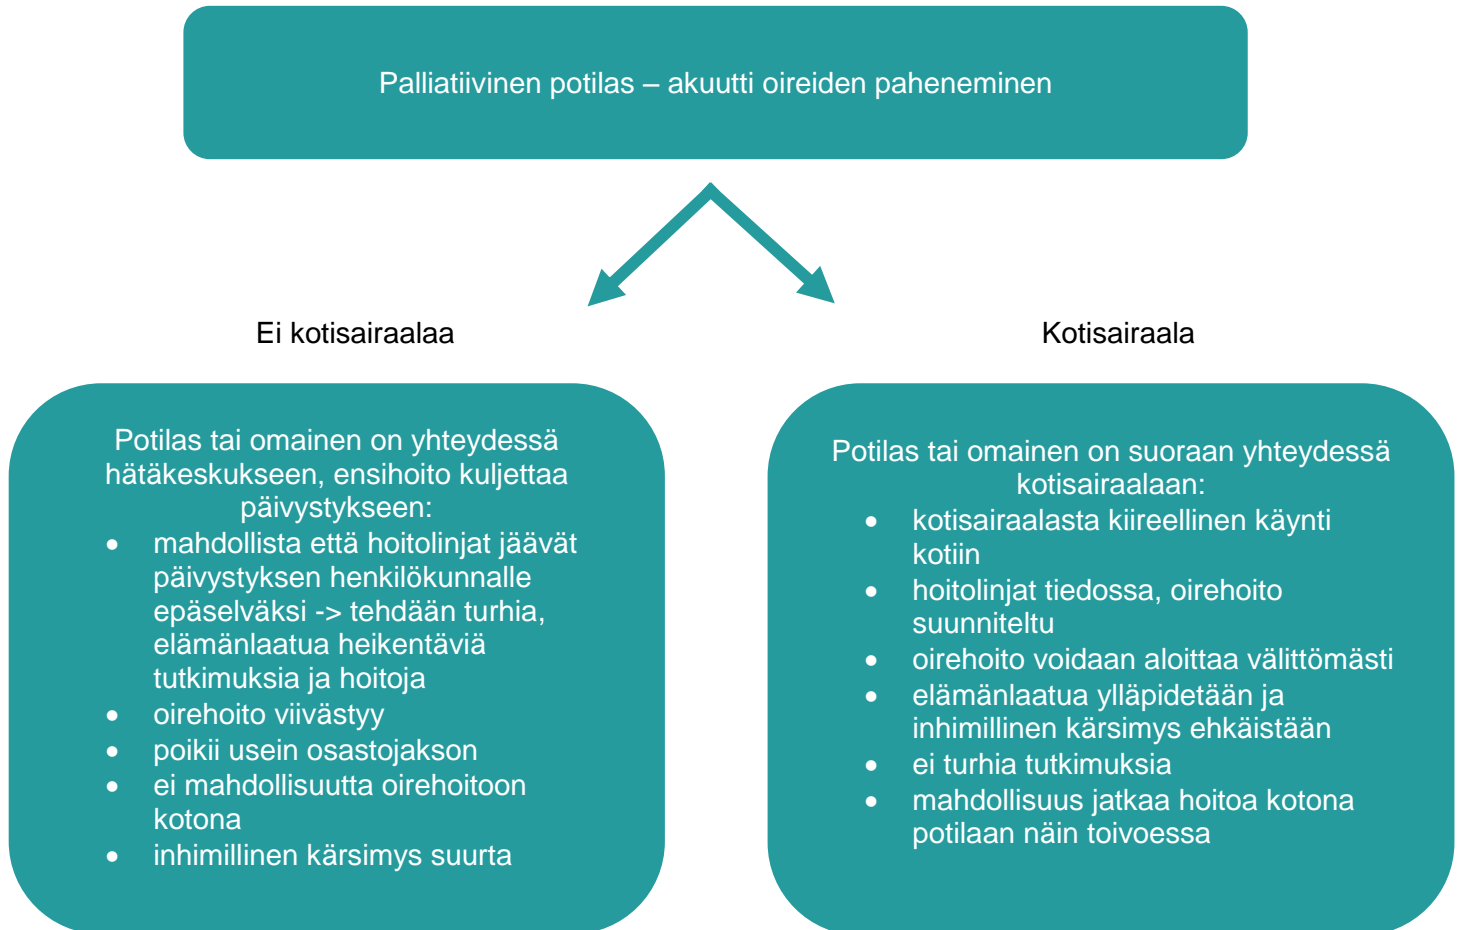 Palliatiivinen potilas – akuutti oireiden paheneminen
Ei kotisairaalaa
Potilas tai omainen on yhteydessä
hätäkeskukseen, ensihoito kuljettaa
päivystykseen:
• mahdollista että hoitolinjat jäävät
päivystyksen henkilökunnalle
epäselväksi -> tehdään turhia,
elämänlaatua heikentäviä
tutkimuksia ja hoitoja
• oirehoito viivästyy
• poikii usein osastojakson
• ei mahdollisuutta oirehoitoon
kotona
• inhimillinen kärsimys suurta
Kotisairaala
Potilas tai omainen on suoraan yhteydessä
kotisairaalaan:
• kotisairaalasta kiireellinen käynti
kotiin
• hoitolinjat tiedossa, oirehoito
suunniteltu
• oirehoito voidaan aloittaa välittömästi
• elämänlaatua ylläpidetään ja
inhimillinen kärsimys ehkäistään
• ei turhia tutkimuksia
• mahdollisuus jatkaa hoitoa kotona
potilaan näin toivoessa